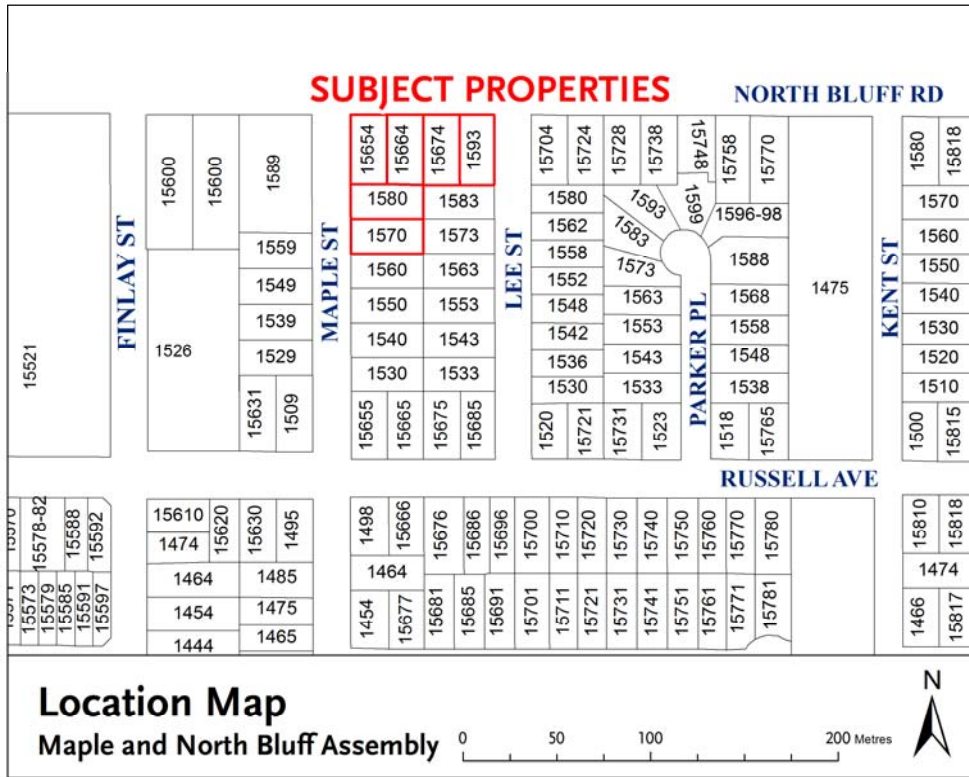 SUBJECT PROPERTIES
NORTH BLUFF RD
15654 15664 15674 1593
15704 15724 15728 15738 15748 15758 15770
1580 15818
15600 15600 1589
1580 1583
1580 1593 1599 1596-98
1570
1570 1573
1562 1583
1560
1559
1560 1563
1558 1573 1588
1550
1549
1552 1563 1568
1475
1540
1550 1553
1548 1553 1558
1530
1539
1540 1543
1542 1543 1548
1520
15521
1526
1529
1530 1533
1536 1533 1538
1510
1530
FINLAY ST
MAPLE ST
LEE ST
PARKER PL
KENT ST
15631 1509
15655 15665 15675 15685
1520 15721 15731 1523 1518 15765
1500 15815
RUSSELL AVE
15578-82 15588 15592
15610 15620 15630 1495
1474
1498 15666 15676 15686 15696 15700 15710 15720 15730 15740 15750 15760 15770 15780
15810 15818
1464 1485
1464
1474
15573 15579 15585 15591 15597
1454 1475
1444 1465
1454 15677 15681 15685 15691 15701 15711 15721 15731 15741 15751 15761 15771 15781
1466 15817
Location Map
Maple and North Bluff Assembly
0 50 100 200 Metres
N